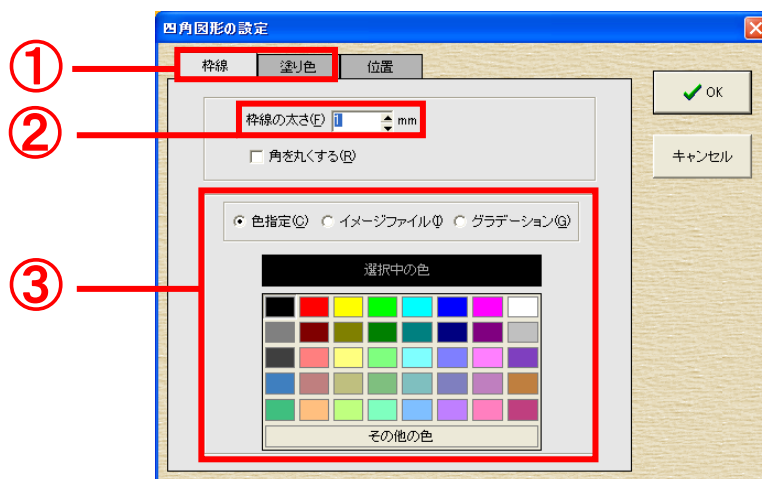 四角図形の設定
① 枠線 塗り色 位置
OK
② 枠線の太さ(F) 1 mm
角を丸くする(R)
キャンセル
色指定(C) イメージファイル(I) グラデーション(G)
③ 選択中の色
その他の色